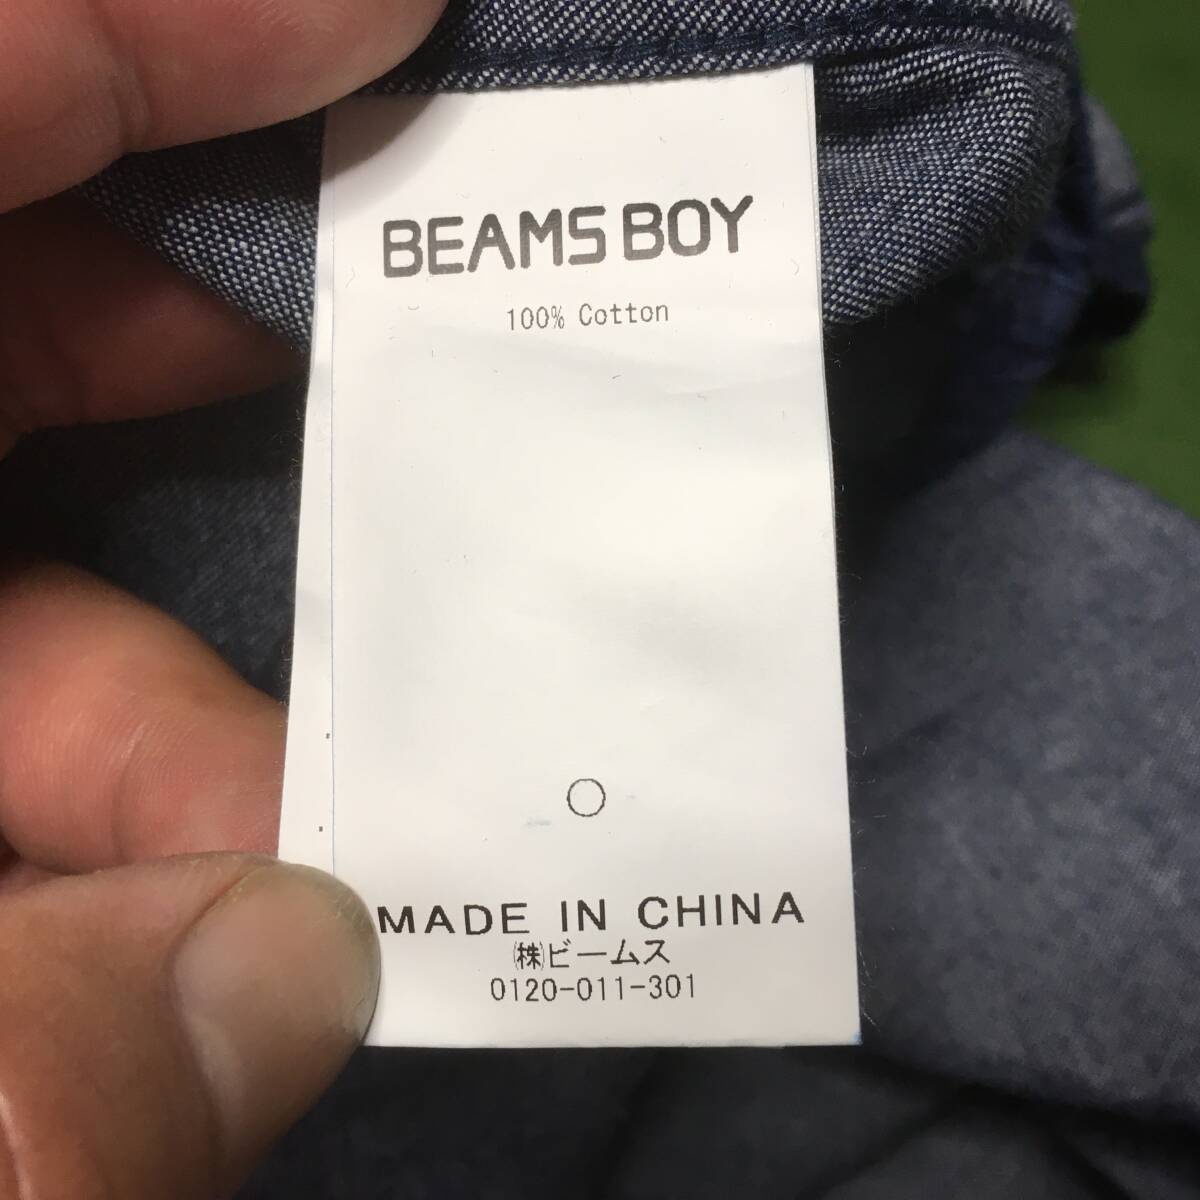 BEAMS BOY
100% Cotton
MADE IN CHINA
㈱ビームス
0120-011-301